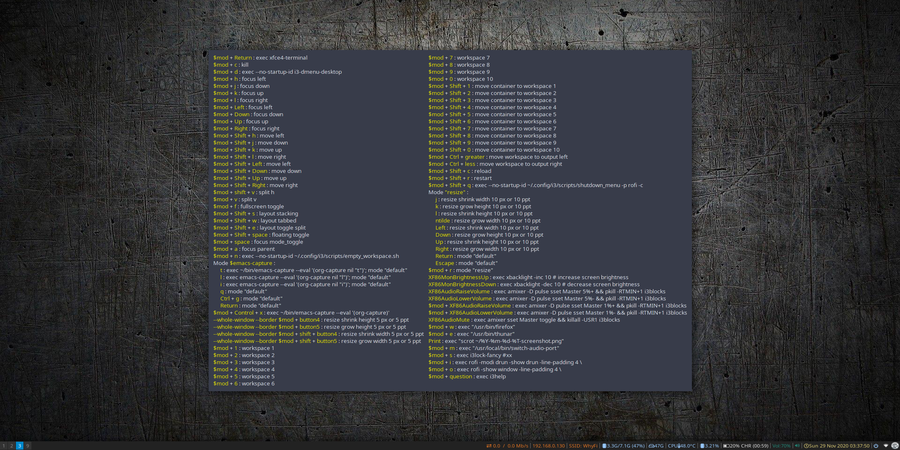 $mod + Return : exec xfce4-terminal
$mod + c : kill
$mod + d : exec --no-startup-id i3-dmenu-desktop
$mod + h : focus left
$mod + j : focus down
$mod + k : focus up
$mod + l : focus right
$mod + Left : focus left
$mod + Down : focus down
$mod + Up : focus up
$mod + Right : focus right
$mod + Shift + h : move left
$mod + Shift + j : move down
$mod + Shift + k : move up
$mod + Shift + l : move right
$mod + Shift + Left : move left
$mod + Shift + Down : move down
$mod + Shift + Up : move up
$mod + Shift + Right : move right
$mod + shift + v : split h
$mod + v : split v
$mod + f : fullscreen toggle
$mod + Shift + s : layout stacking
$mod + Shift + w : layout tabbed
$mod + Shift + e : layout toggle split
$mod + Shift + space : floating toggle
$mod + space : focus mode_toggle
$mod + a : focus parent
$mod + n : exec --no-startup-id ~/.config/i3/scripts/empty_workspace.sh
Mode $emacs-capture :
t : exec ~/bin/emacs-capture --eval '(org-capture nil "t")'; mode "default"
l : exec emacs-capture --eval '(org-capture nil "l")'; mode "default"
i : exec emacs-capture --eval '(org-capture nil "i")'; mode "default"
q : mode "default"
Ctrl + g : mode "default"
Return : mode "default"
$mod + Control + x : exec ~/bin/emacs-capture --eval '(org-capture)'
--whole-window --border $mod + button4 : resize shrink height 5 px or 5 ppt
--whole-window --border $mod + button5 : resize grow height 5 px or 5 ppt
--whole-window --border $mod + shift + button4 : resize shrink width 5 px or 5 ppt
--whole-window --border $mod + shift + button5 : resize grow width 5 px or 5 ppt
$mod + 1 : workspace 1
$mod + 2 : workspace 2
$mod + 3 : workspace 3
$mod + 4 : workspace 4
$mod + 5 : workspace 5
$mod + 6 : workspace 6
$mod + 7 : workspace 7
$mod + 8 : workspace 8
$mod + 9 : workspace 9
$mod + 0 : workspace 10
$mod + Shift + 1 : move container to workspace 1
$mod + Shift + 2 : move container to workspace 2
$mod + Shift + 3 : move container to workspace 3
$mod + Shift + 4 : move container to workspace 4
$mod + Shift + 5 : move container to workspace 5
$mod + Shift + 6 : move container to workspace 6
$mod + Shift + 7 : move container to workspace 7
$mod + Shift + 8 : move container to workspace 8
$mod + Shift + 9 : move container to workspace 9
$mod + Shift + 0 : move container to workspace 10
$mod + Ctrl + greater : move workspace to output left
$mod + Ctrl + less : move workspace to output right
$mod + Shift + c : reload
$mod + Shift + r : restart
$mod + Shift + q : exec --no-startup-id ~/.config/i3/scripts/shutdown_menu -p rofi -c
Mode "resize" :
j : resize shrink width 10 px or 10 ppt
k : resize grow height 10 px or 10 ppt
l : resize shrink height 10 px or 10 ppt
ntilde : resize grow width 10 px or 10 ppt
Left : resize shrink width 10 px or 10 ppt
Down : resize grow height 10 px or 10 ppt
Up : resize shrink height 10 px or 10 ppt
Right : resize grow width 10 px or 10 ppt
Return : mode "default"
Escape : mode "default"
$mod + r : mode "resize"
XF86MonBrightnessUp : exec xbacklight -inc 10 # increase screen brightness
XF86MonBrightnessDown : exec xbacklight -dec 10 # decrease screen brightness
XF86AudioRaiseVolume : exec amixer -D pulse sset Master 5%+ && pkill -RTMIN+1 i3blocks
XF86AudioLowerVolume : exec amixer -D pulse sset Master 5%- && pkill -RTMIN+1 i3blocks
$mod + XF86AudioRaiseVolume : exec amixer -D pulse sset Master 1%+ && pkill -RTMIN+1 i3blocks
$mod + XF86AudioLowerVolume : exec amixer -D pulse sset Master 1%- && pkill -RTMIN+1 i3blocks
XF86AudioMute : exec amixer sset Master toggle && killall -USR1 i3blocks
$mod + w : exec "/usr/bin/firefox"
$mod + e : exec "/usr/bin/thunar"
Print : exec "scrot ~/%Y-%m-%d-%T-screenshot.png"
$mod + m : exec "/usr/local/bin/switch-audio-port"
$mod + s : exec i3lock-fancy #xx
$mod + i : exec rofi -modi drun -show drun -line-padding 4 \
$mod + o : exec rofi -show window -line-padding 4 \
$mod + question : exec i3help
1 2 3 0.0 / 0.0 Mb/s | 192.168.0.130 | SSID: Whyfi | 3.3G/7.1G (47%) | 47G | CPU 48.0°C | 3.21% | 20% CHR (00:59) | Sun 29 Nov 2020 03:37:50